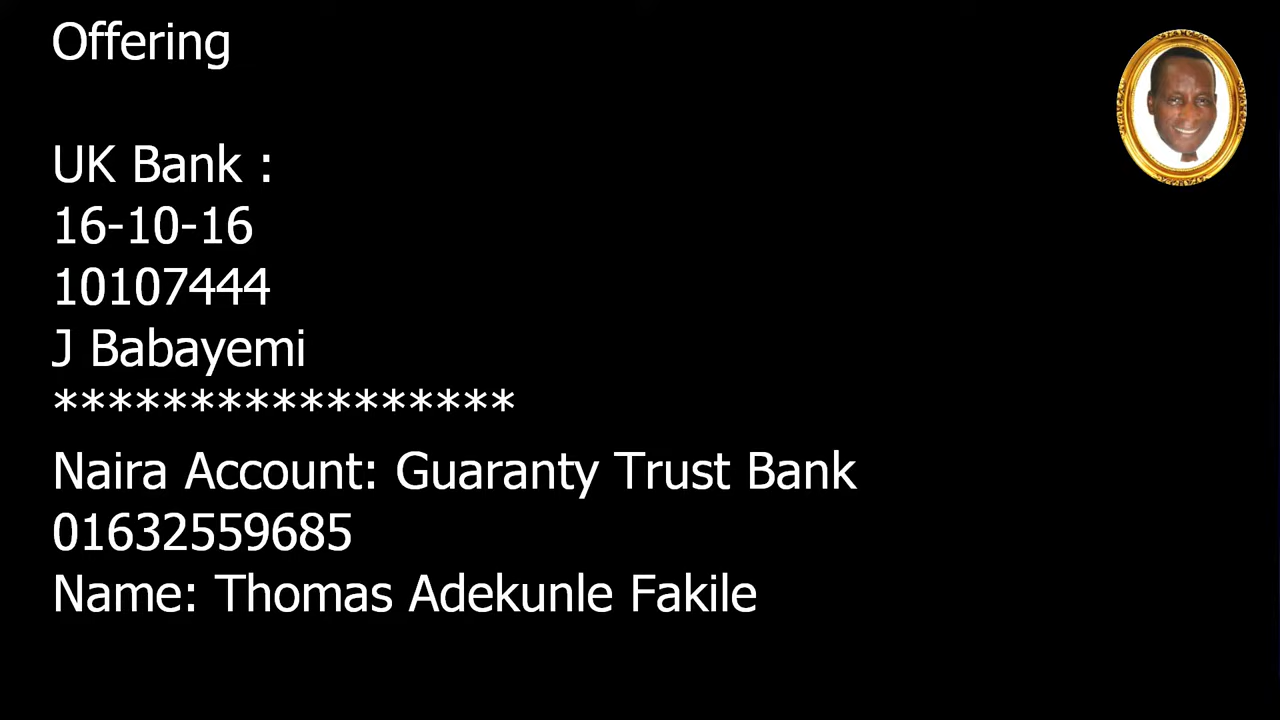 Offering
UK Bank :
16-10-16
10107444
J Babayemi
*****************
Naira Account: Guaranty Trust Bank
01632559685
Name: Thomas Adekunle Fakile